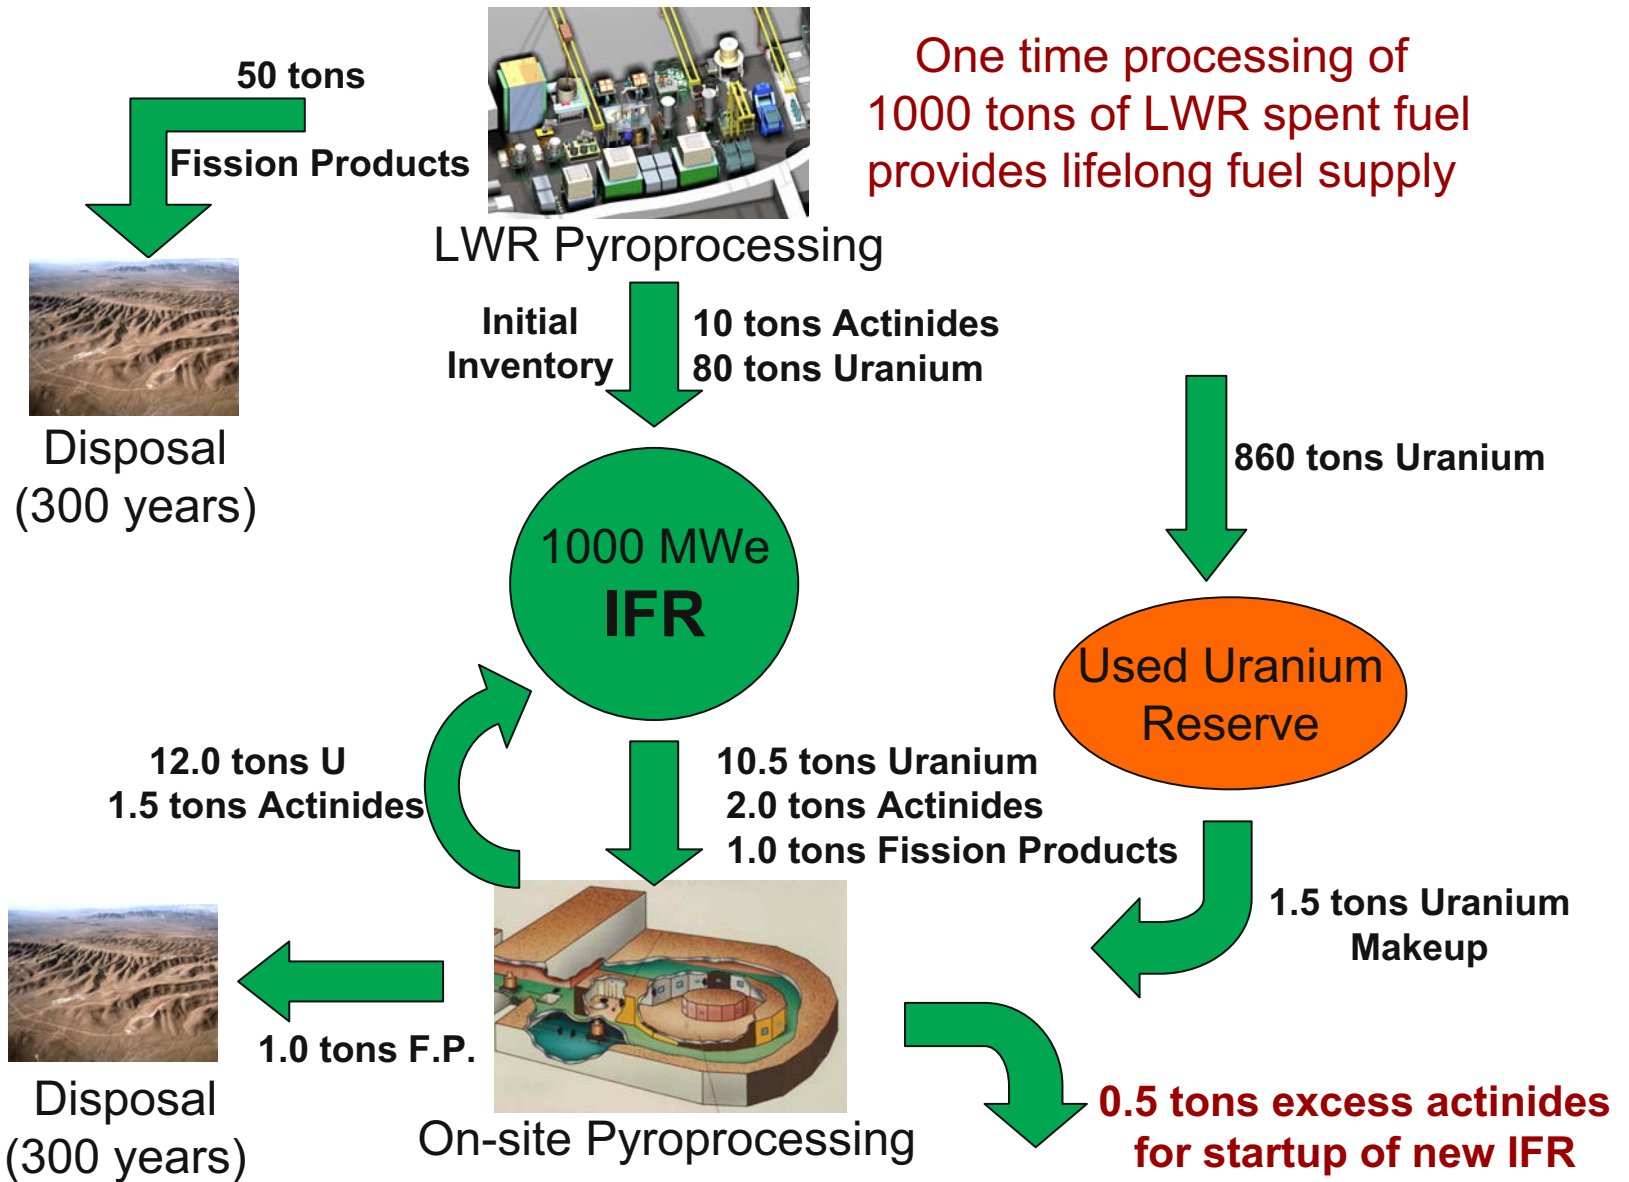 50 tons
Fission Products
One time processing of
1000 tons of LWR spent fuel
provides lifelong fuel supply
LWR Pyroprocessing
Initial
Inventory
10 tons Actinides
80 tons Uranium
Disposal
(300 years)
860 tons Uranium
1000 MWe
IFR
Used Uranium
Reserve
12.0 tons U
1.5 tons Actinides
10.5 tons Uranium
2.0 tons Actinides
1.0 tons Fission Products
1.5 tons Uranium
Makeup
1.0 tons F.P.
Disposal
(300 years)
On-site Pyroprocessing
0.5 tons excess actinides
for startup of new IFR